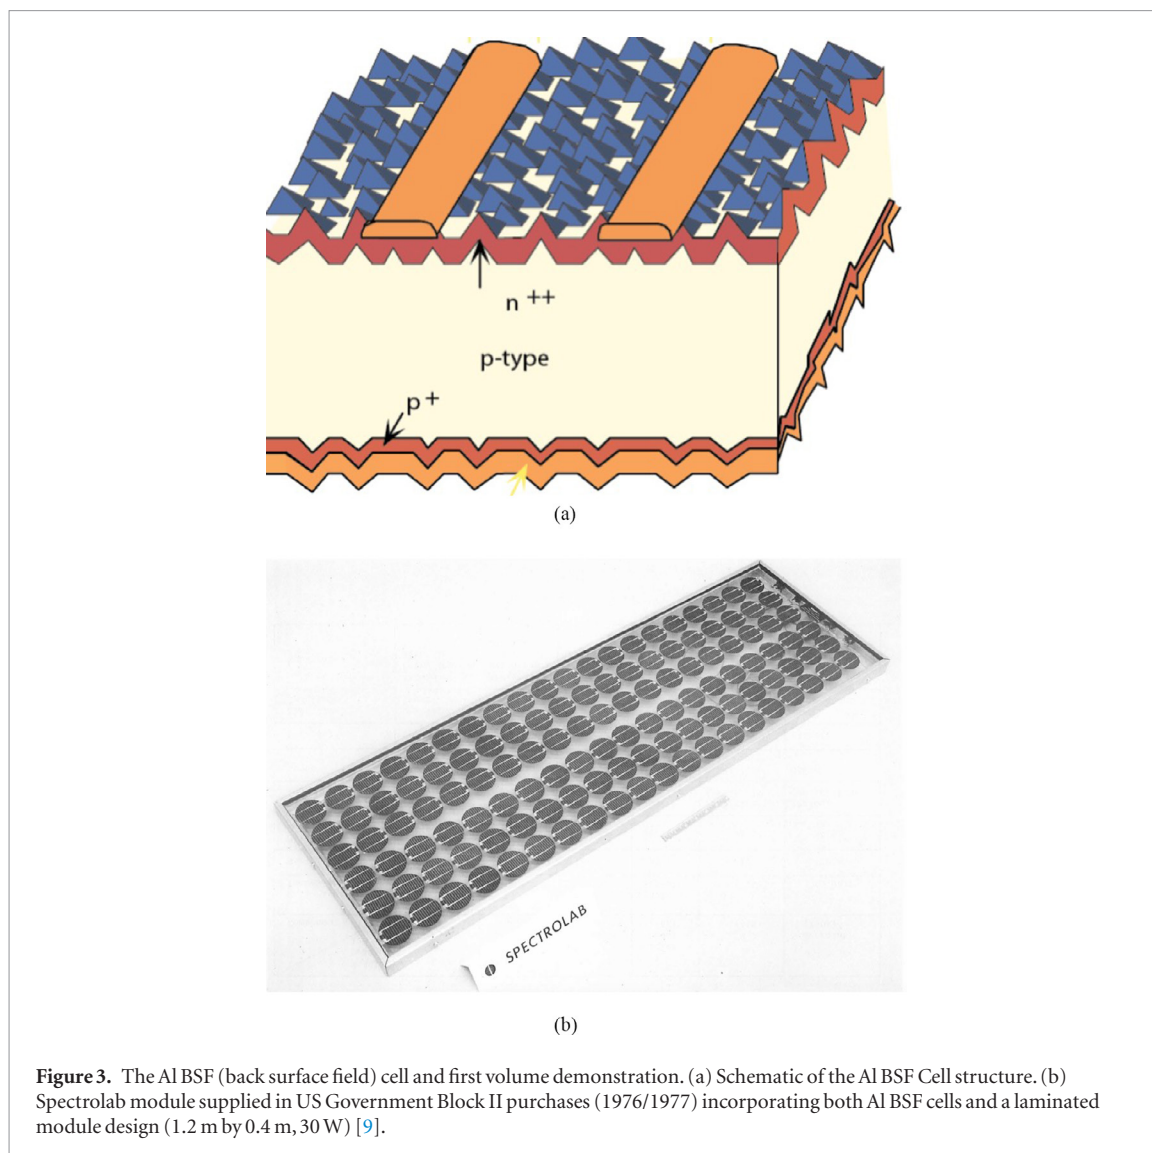 n ++
p-type
p+
(a)
SPECTROLAB
(b)
Figure 3. The Al BSF (back surface field) cell and first volume demonstration. (a) Schematic of the Al BSF Cell structure. (b)
Spectrolab module supplied in US Government Block II purchases (1976/1977) incorporating both Al BSF cells and a laminated
module design (1.2 m by 0.4 m, 30 W) [9].